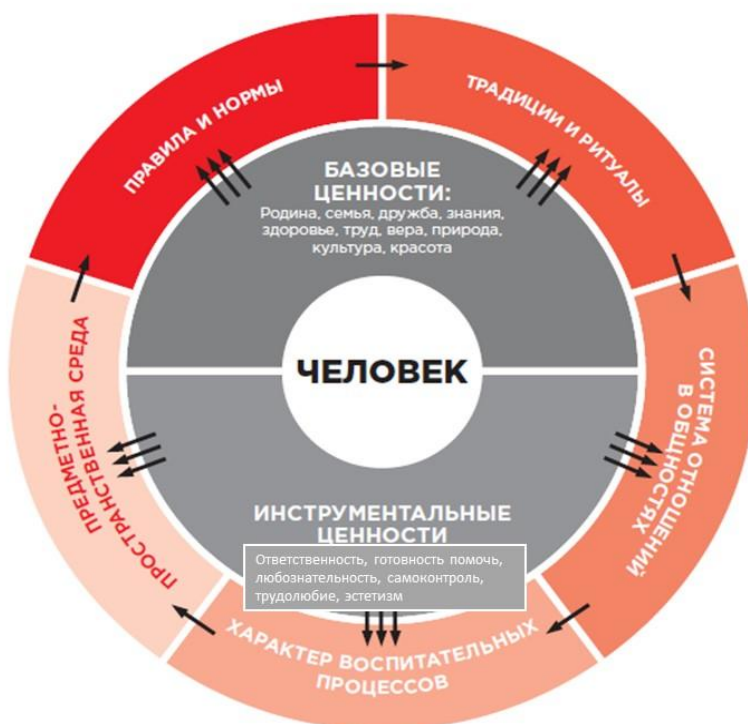 ПРАВИЛА И НОРМЫ
ТРАДИЦИИ И РИТУАЛЫ
БАЗОВЫЕ
ЦЕННОСТИ:
Родина, семья, дружба, знания,
здоровье, труд, вера, природа,
культура, красота
ЧЕЛОВЕК
ПРЕДМЕТНО-
ПРОСТРАНСТВЕННАЯ СРЕДА
СИСТЕМА ОТНОШЕНИЙ
В ОБЩНОСТЯХ
ИНСТРУМЕНТАЛЬНЫЕ
ЦЕННОСТИ
Ответственность, готовность помочь,
любознательность, самоконтроль,
трудолюбие, эстетизм
ХАРАКТЕР ВОСПИТАТЕЛЬНЫХ
ПРОЦЕССОВ